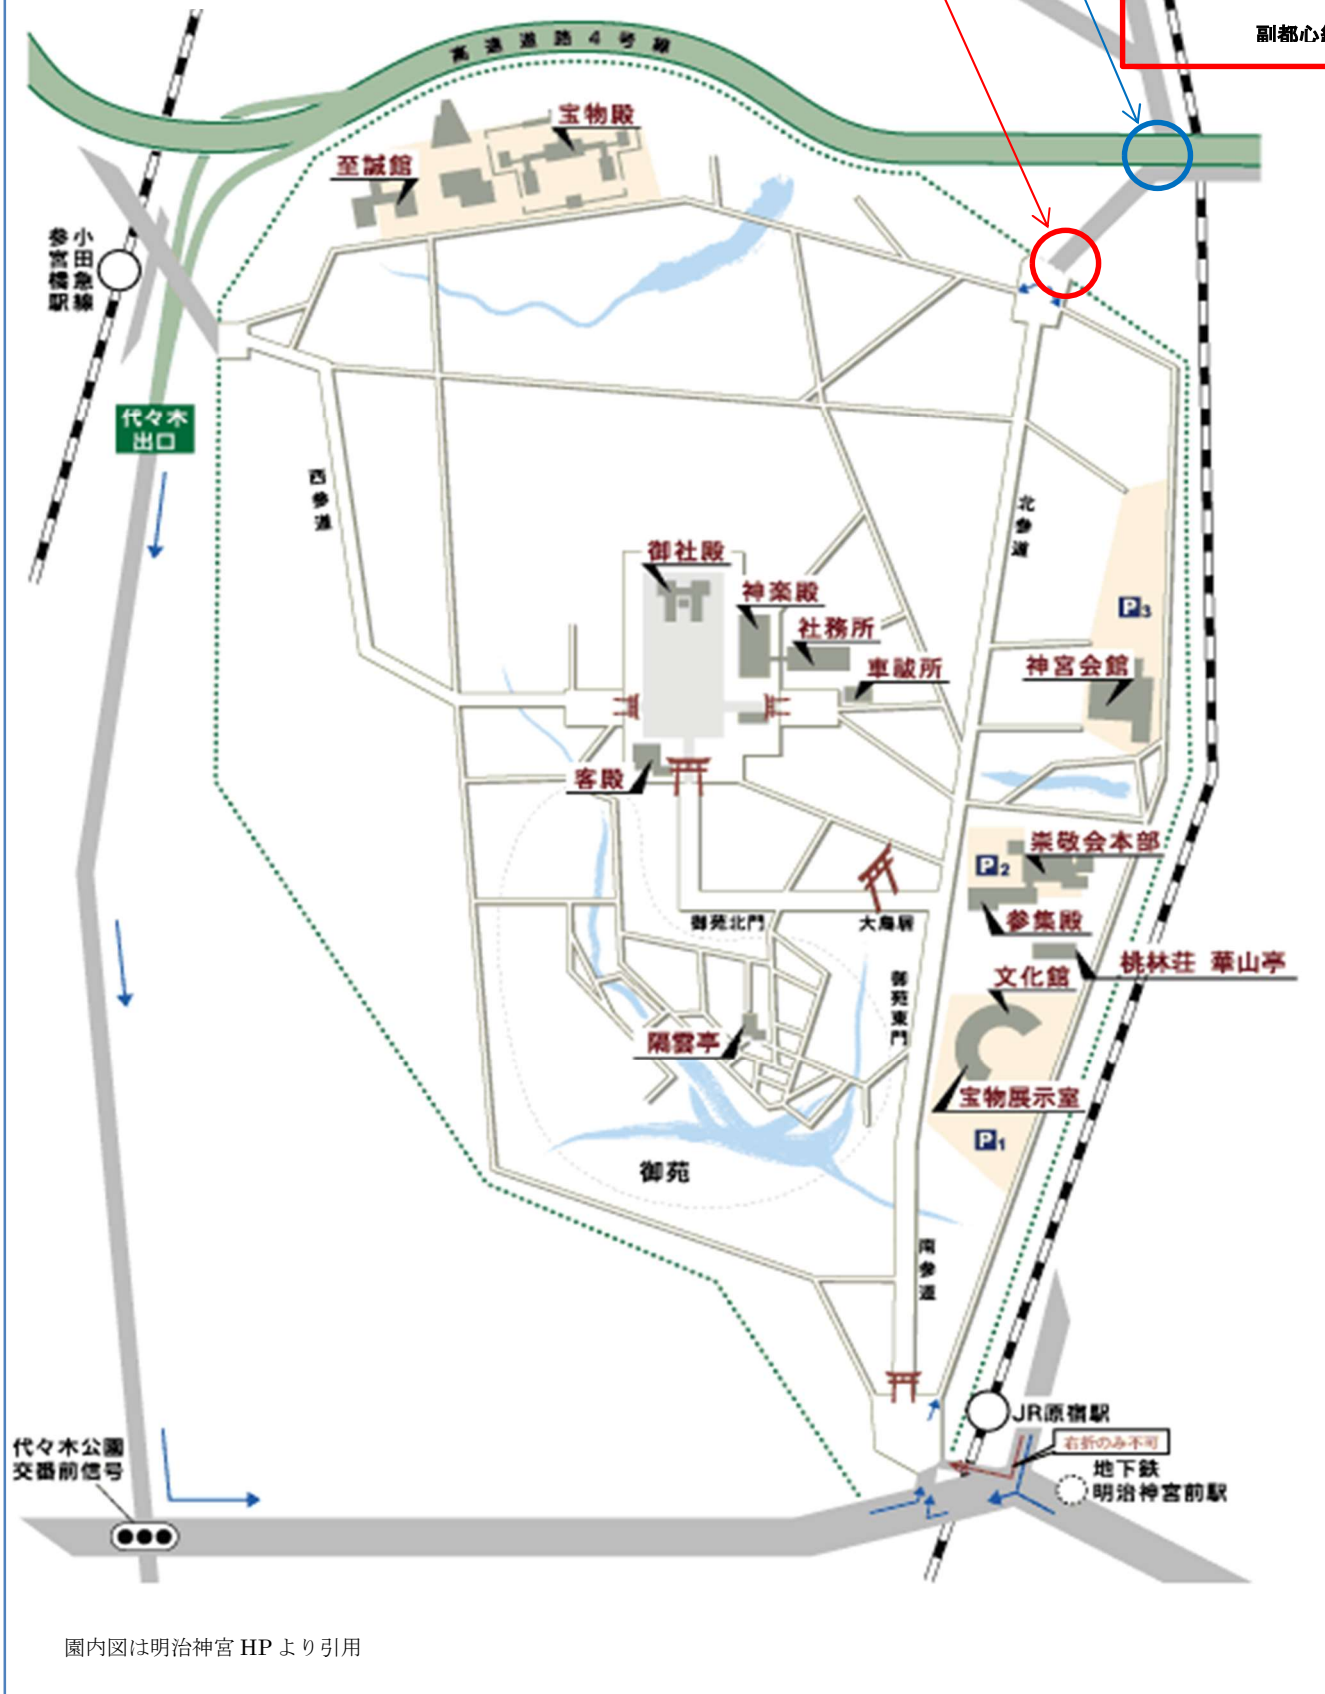 副都心
高速道路4号線
宝物殿
至誠館
小田急線
参宮橋駅
代々木
出口
西参道
北参道
御社殿
神楽殿
社務所
車祓所
P3
神宮会館
客殿
崇敬会本部
P2
御苑北門
大鳥居
参集殿
桃林荘 華山亭
文化館
御苑東門
隔雲亭
宝物展示室
P1
御苑
南参道
JR原宿駅
右折のみ不可
地下鉄
明治神宮前駅
代々木公園
交番前信号
園内図は明治神宮 HP より引用